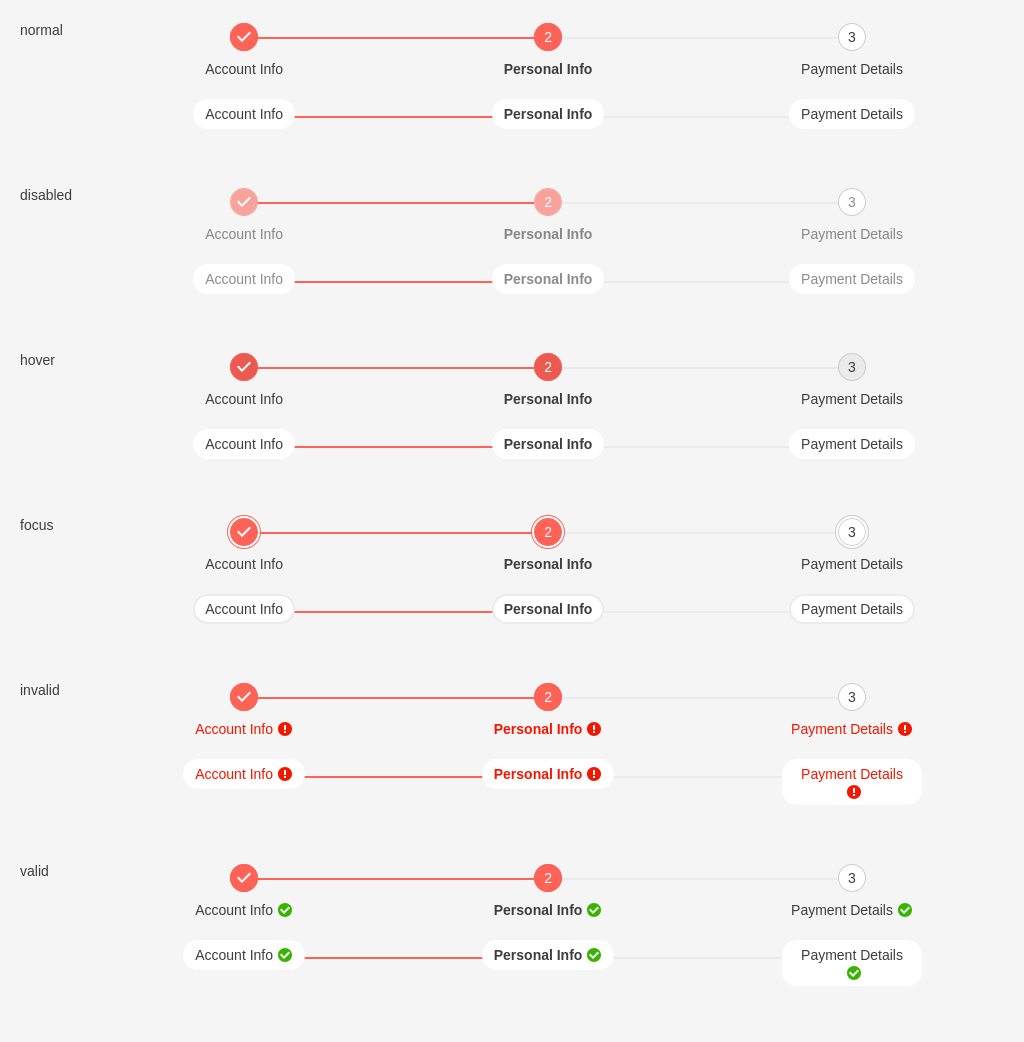 normal
2
3
Account Info
Personal Info
Payment Details
Account Info
Personal Info
Payment Details
disabled
2
3
Account Info
Personal Info
Payment Details
Account Info
Personal Info
Payment Details
hover
2
3
Account Info
Personal Info
Payment Details
Account Info
Personal Info
Payment Details
focus
2
3
Account Info
Personal Info
Payment Details
Account Info
Personal Info
Payment Details
invalid
2
3
Account Info
Personal Info
Payment Details
Account Info
Personal Info
Payment Details
valid
2
3
Account Info
Personal Info
Payment Details
Account Info
Personal Info
Payment Details